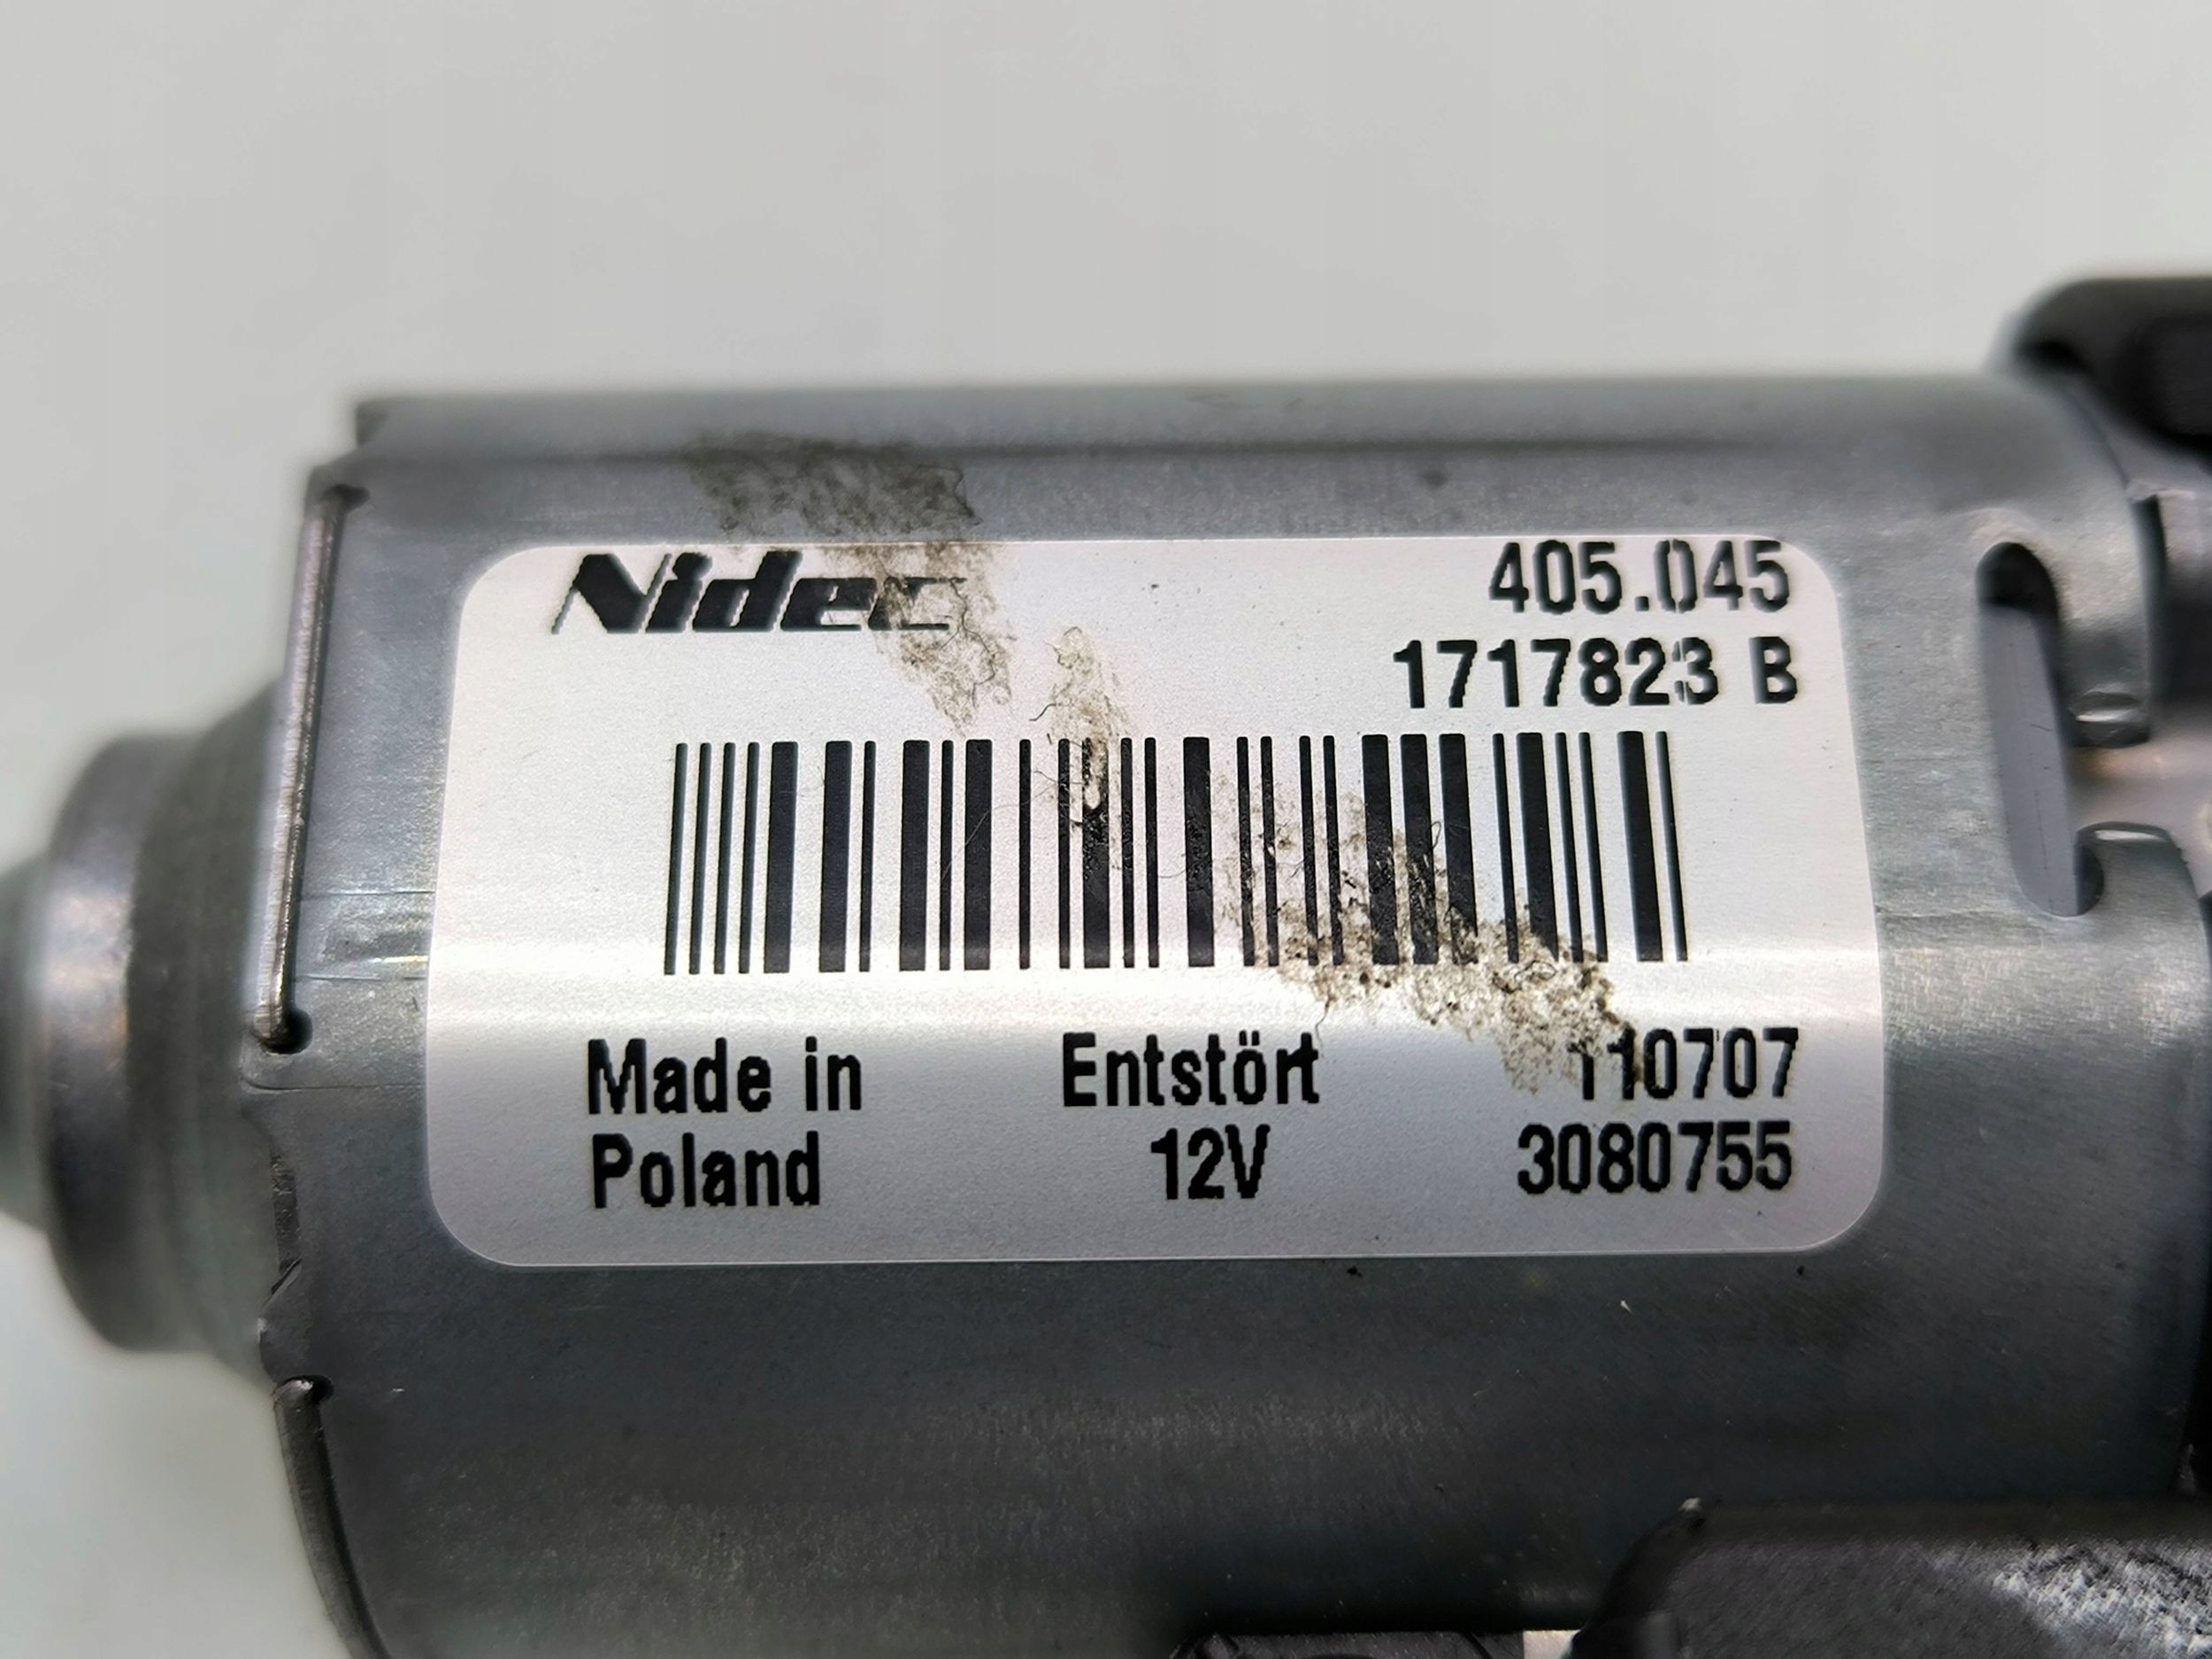 Nidec
405.045
1717823 B
Made in
Poland
Entstört
12V
110707
3080755